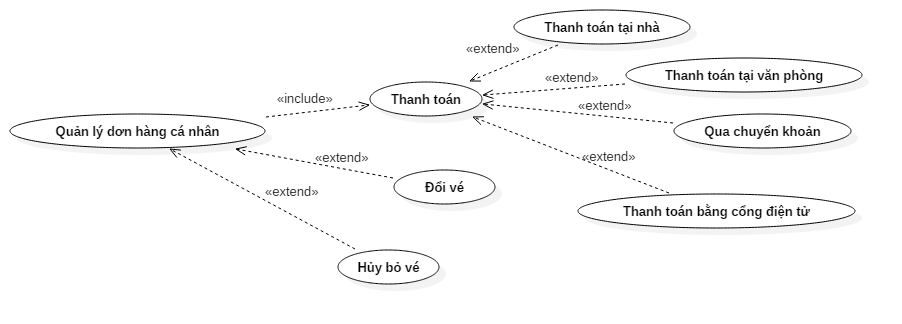 Thanh toán tại nhà
«extend»
Thanh toán tại văn phòng
«extend»
Thanh toán
«include»
«extend»
Qua chuyển khoản
Quản lý dơn hàng cá nhân
«extend»
«extend»
Đổi vé
«extend»
Thanh toán bằng cổng điện tử
Hủy bỏ vé